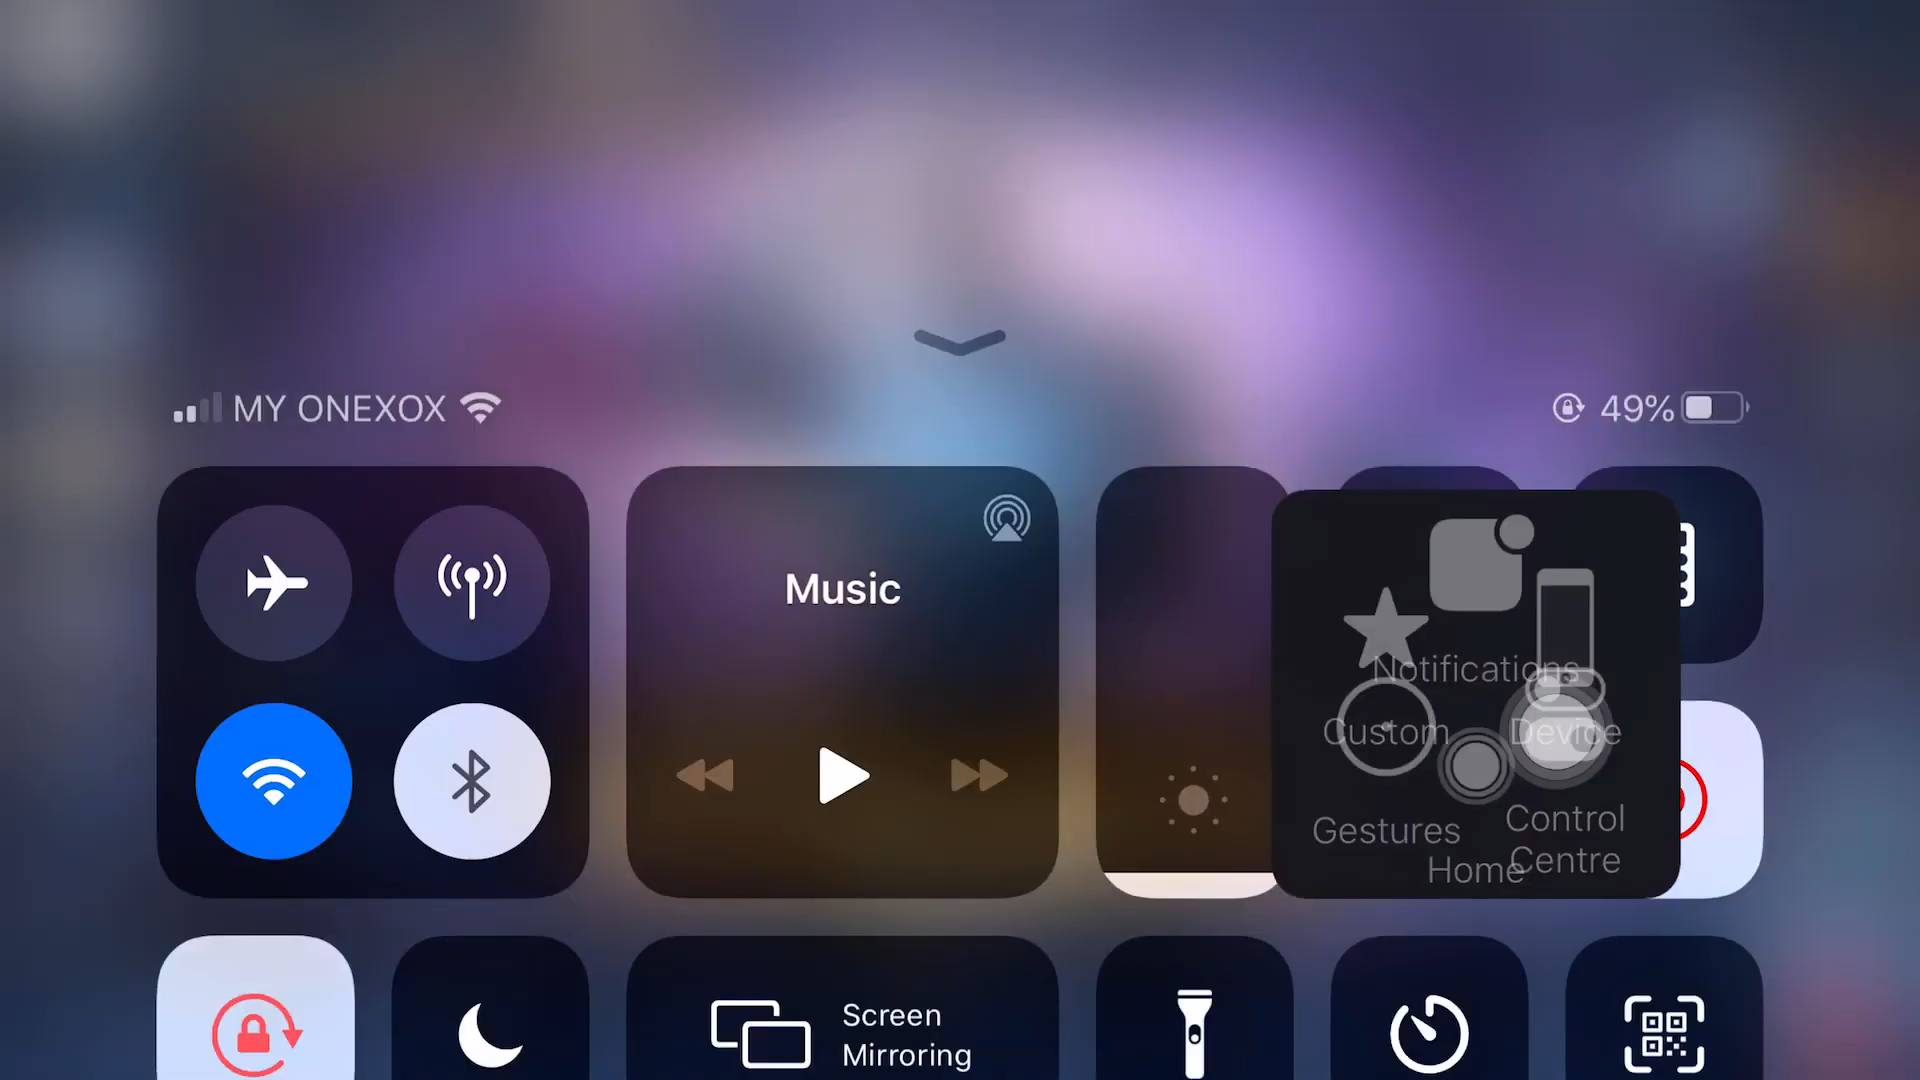 MY ONEXOX
49%
Music
Notifications
Custom
Device
Gestures
Control
Centre
Home
Screen
Mirroring